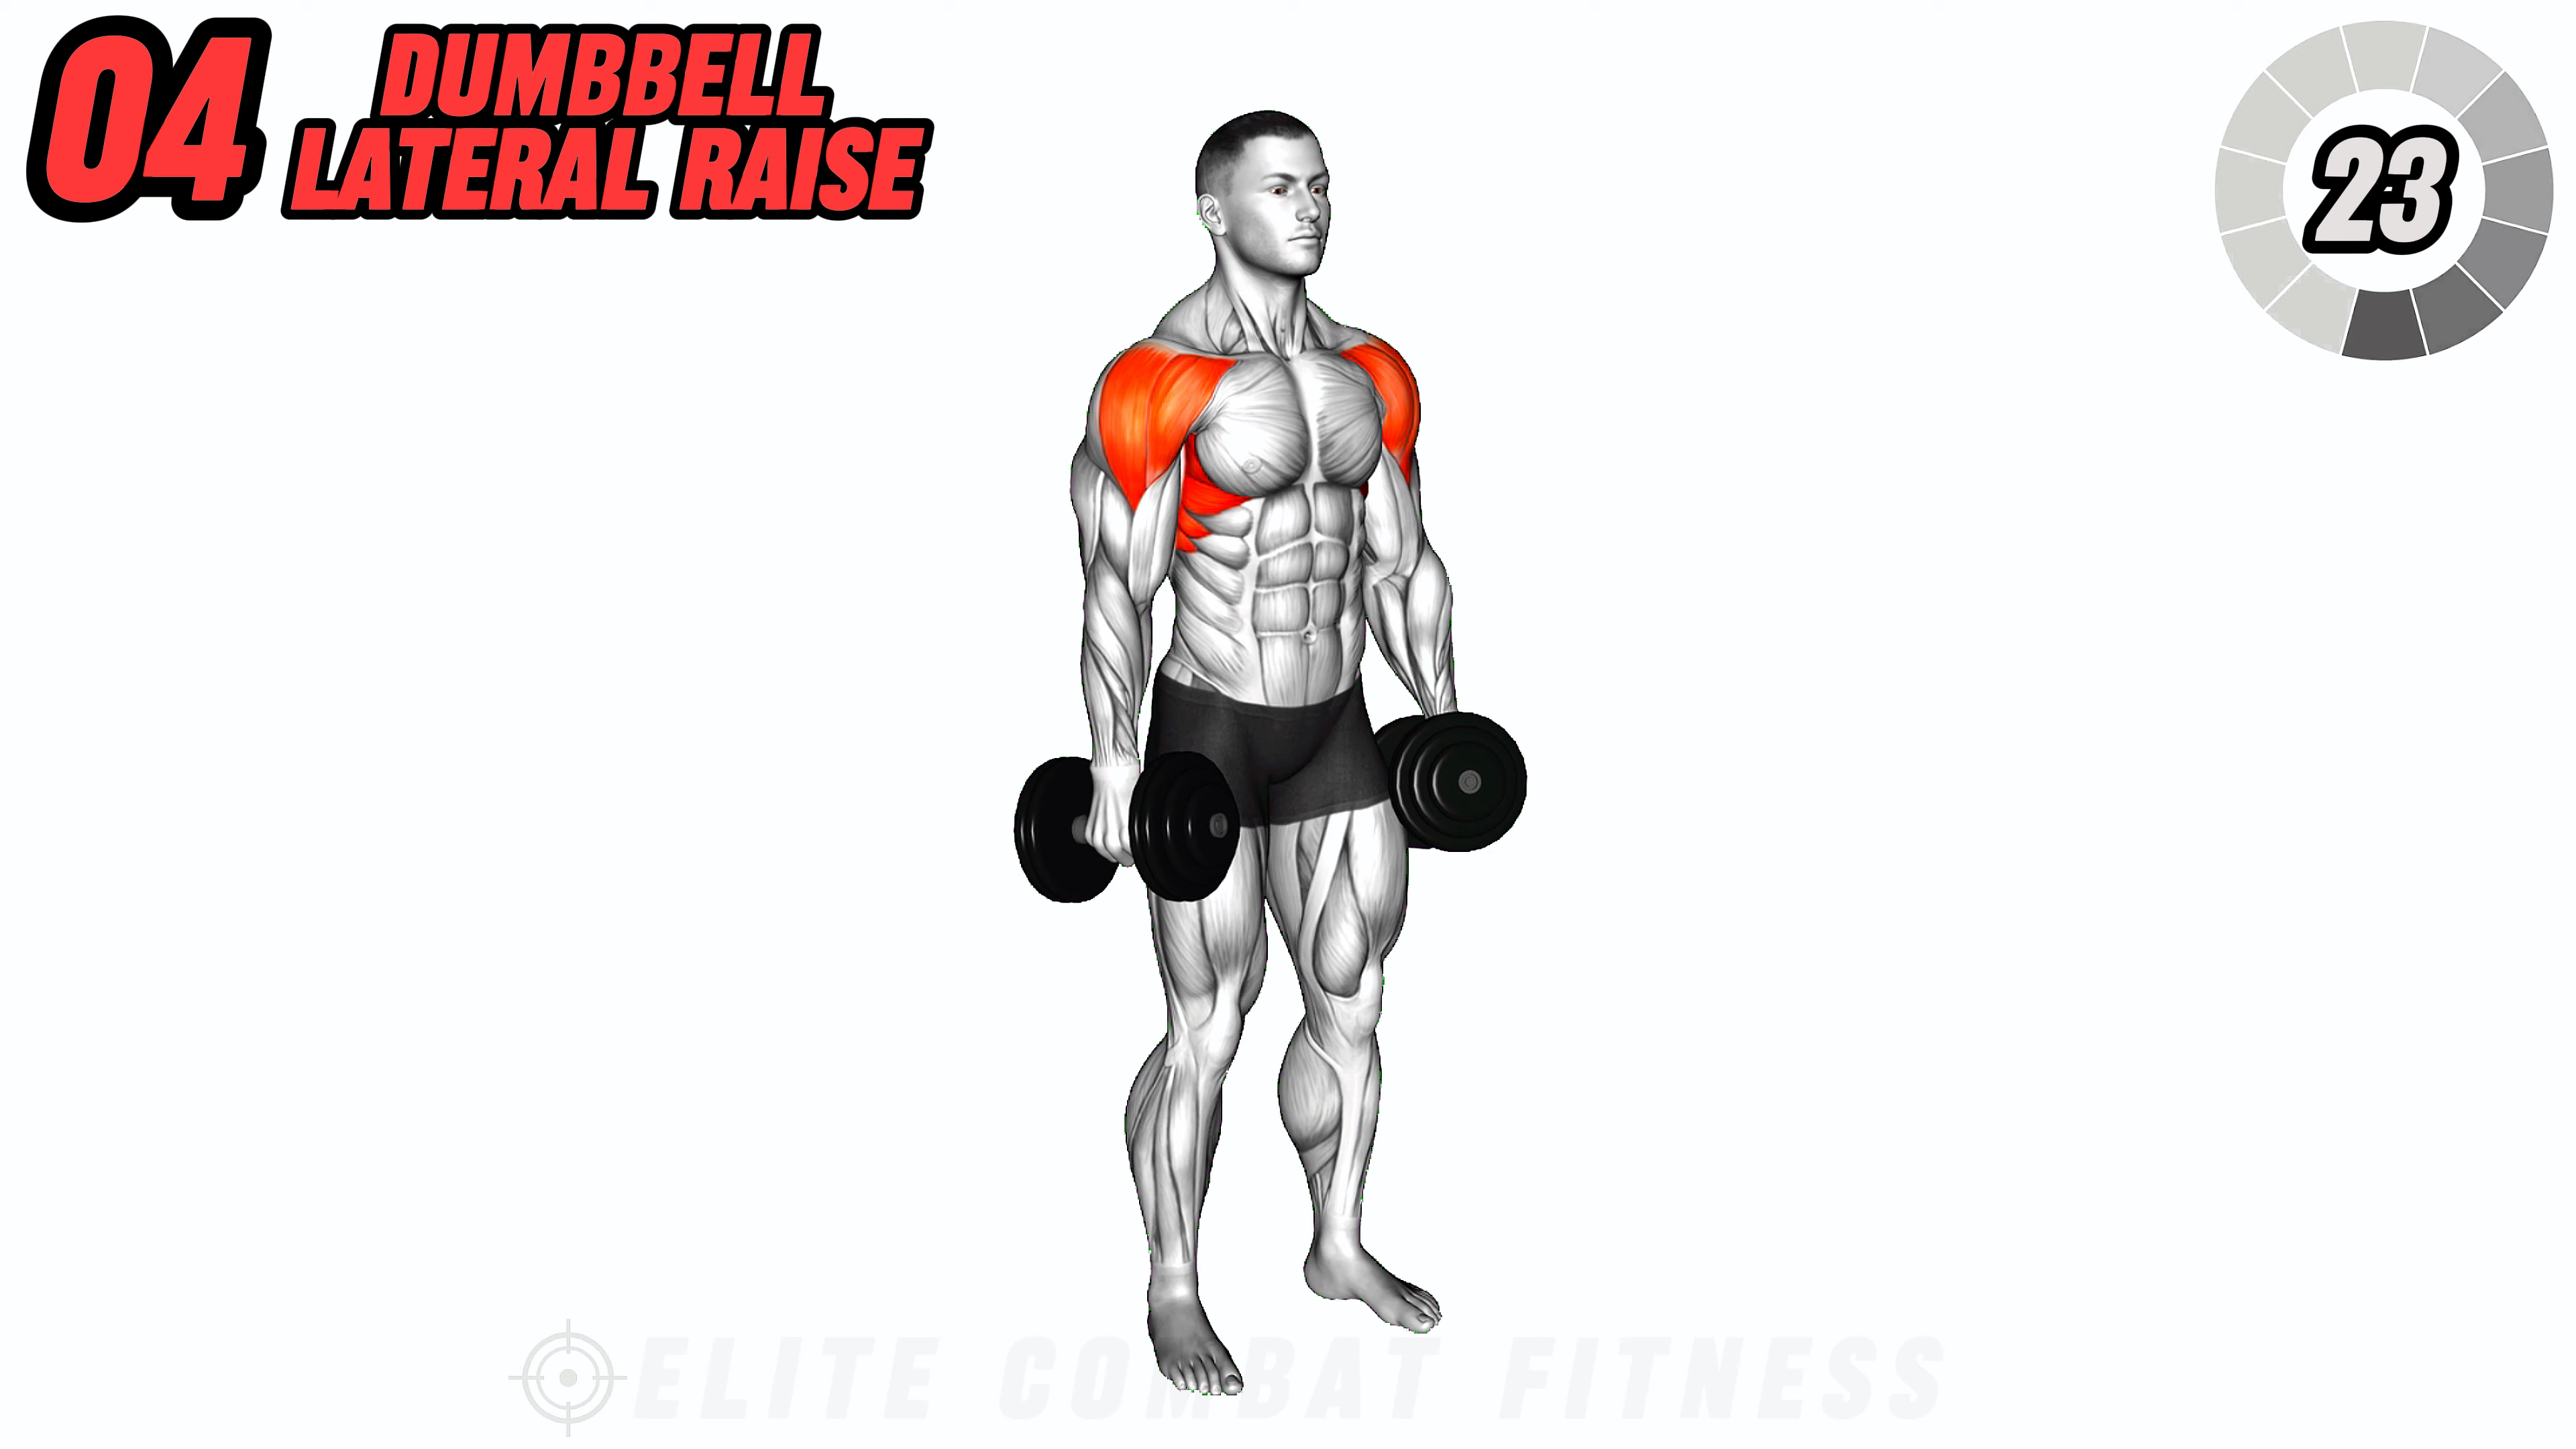 04
DUMBBELL
LATERAL RAISE
23
ELITE COMBAT FITNESS